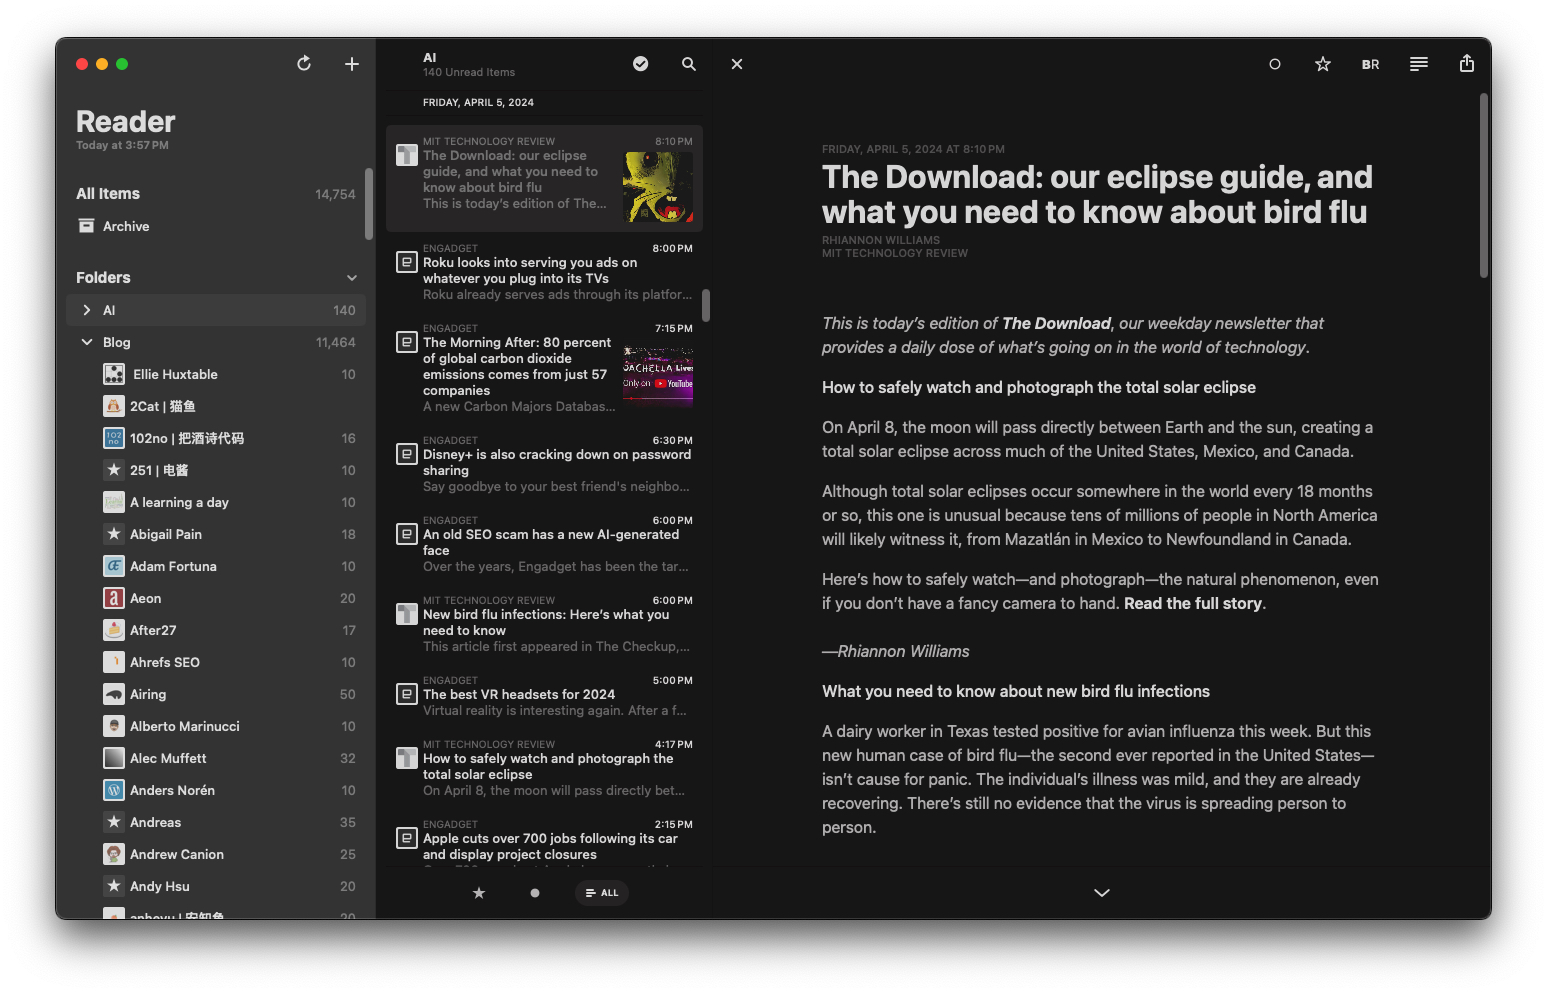 Reader
Today at 3:57 PM
All Items 14,754
Archive
Folders
AI 140
Blog 11,464
Ellie Huxtable 10
2Cat | 猫鱼
102no | 把酒诗代码 16
251 | 电酱 10
A learning a day 10
Abigail Pain 18
Adam Fortuna 10
Aeon 20
After27 17
Ahrefs SEO 10
Airing 50
Alberto Marinucci 10
Alec Muffett 32
Anders Norén 10
Andreas 35
Andrew Canion 25
Andy Hsu 20
anheyu | 安知鱼 20
AI
140 Unread Items
FRIDAY, APRIL 5, 2024
MIT TECHNOLOGY REVIEW 8:10 PM
The Download: our eclipse
guide, and what you need to
know about bird flu
This is today's edition of The...
ENGADGET 8:00 PM
Roku looks into serving you ads on
whatever you plug into its TVs
Roku already serves ads through its platfor...
ENGADGET 7:15 PM
The Morning After: 80 percent
of global carbon dioxide
emissions comes from just 57
companies
A new Carbon Majors Databas...
OACHELLA Live
Only on YouTube
ENGADGET 6:30 PM
Disney+ is also cracking down on password
sharing
Say goodbye to your best friend's neighbo...
ENGADGET 6:00 PM
An old SEO scam has a new AI-generated
face
Over the years, Engadget has been the tar...
MIT TECHNOLOGY REVIEW 6:00 PM
New bird flu infections: Here's what you
need to know
This article first appeared in The Checkup,...
ENGADGET 5:00 PM
The best VR headsets for 2024
Virtual reality is interesting again. After a f...
MIT TECHNOLOGY REVIEW 4:17 PM
How to safely watch and photograph the
total solar eclipse
On April 8, the moon will pass directly bet...
ENGADGET 2:15 PM
Apple cuts over 700 jobs following its car
and display project closures
ALL
BR
FRIDAY, APRIL 5, 2024 AT 8:10 PM
The Download: our eclipse guide, and
what you need to know about bird flu
RHIANNON WILLIAMS
MIT TECHNOLOGY REVIEW
This is today's edition of The Download, our weekday newsletter that
provides a daily dose of what's going on in the world of technology.
How to safely watch and photograph the total solar eclipse
On April 8, the moon will pass directly between Earth and the sun, creating a
total solar eclipse across much of the United States, Mexico, and Canada.
Although total solar eclipses occur somewhere in the world every 18 months
or so, this one is unusual because tens of millions of people in North America
will likely witness it, from Mazatlán in Mexico to Newfoundland in Canada.
Here's how to safely watch—and photograph—the natural phenomenon, even
if you don't have a fancy camera to hand. Read the full story.
—Rhiannon Williams
What you need to know about new bird flu infections
A dairy worker in Texas tested positive for avian influenza this week. But this
new human case of bird flu—the second ever reported in the United States—
isn't cause for panic. The individual's illness was mild, and they are already
recovering. There's still no evidence that the virus is spreading person to
person.